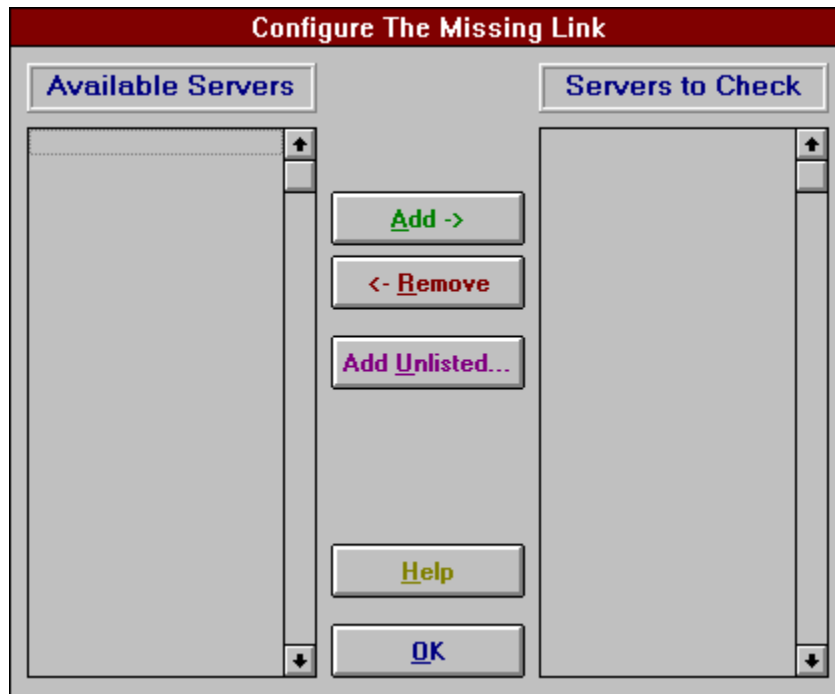 Configure The Missing Link
Available Servers
Servers to Check
Add ->
<- Remove
Add Unlisted...
Help
OK